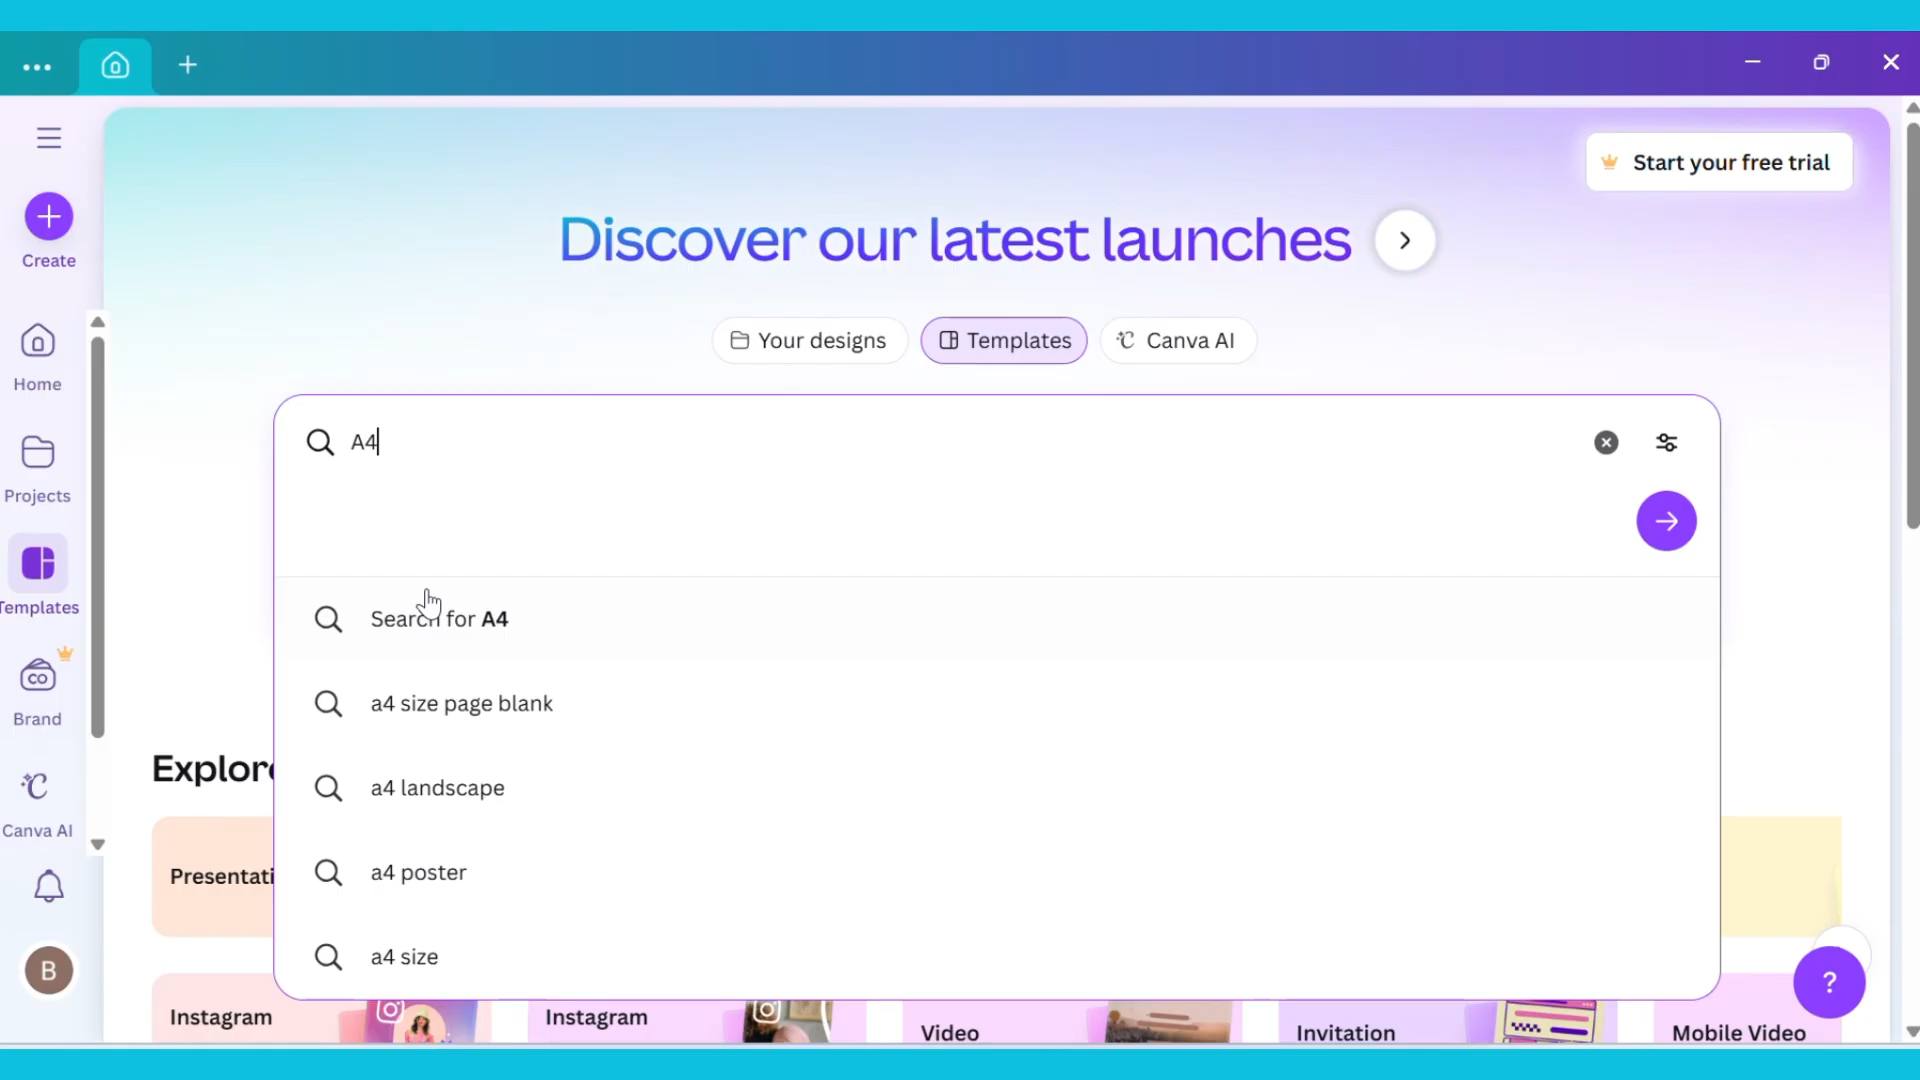 Start your free trial
Discover our latest launches
Create
Your designs
Templates
Canva AI
Home
A4
Projects
Templates
Search for A4
a4 size page blank
CO
Brand
Explore
a4 landscape
Canva AI
Presentati
a4 poster
a4 size
B
?
Instagram
Instagram
Video
Invitation
Mobile Video